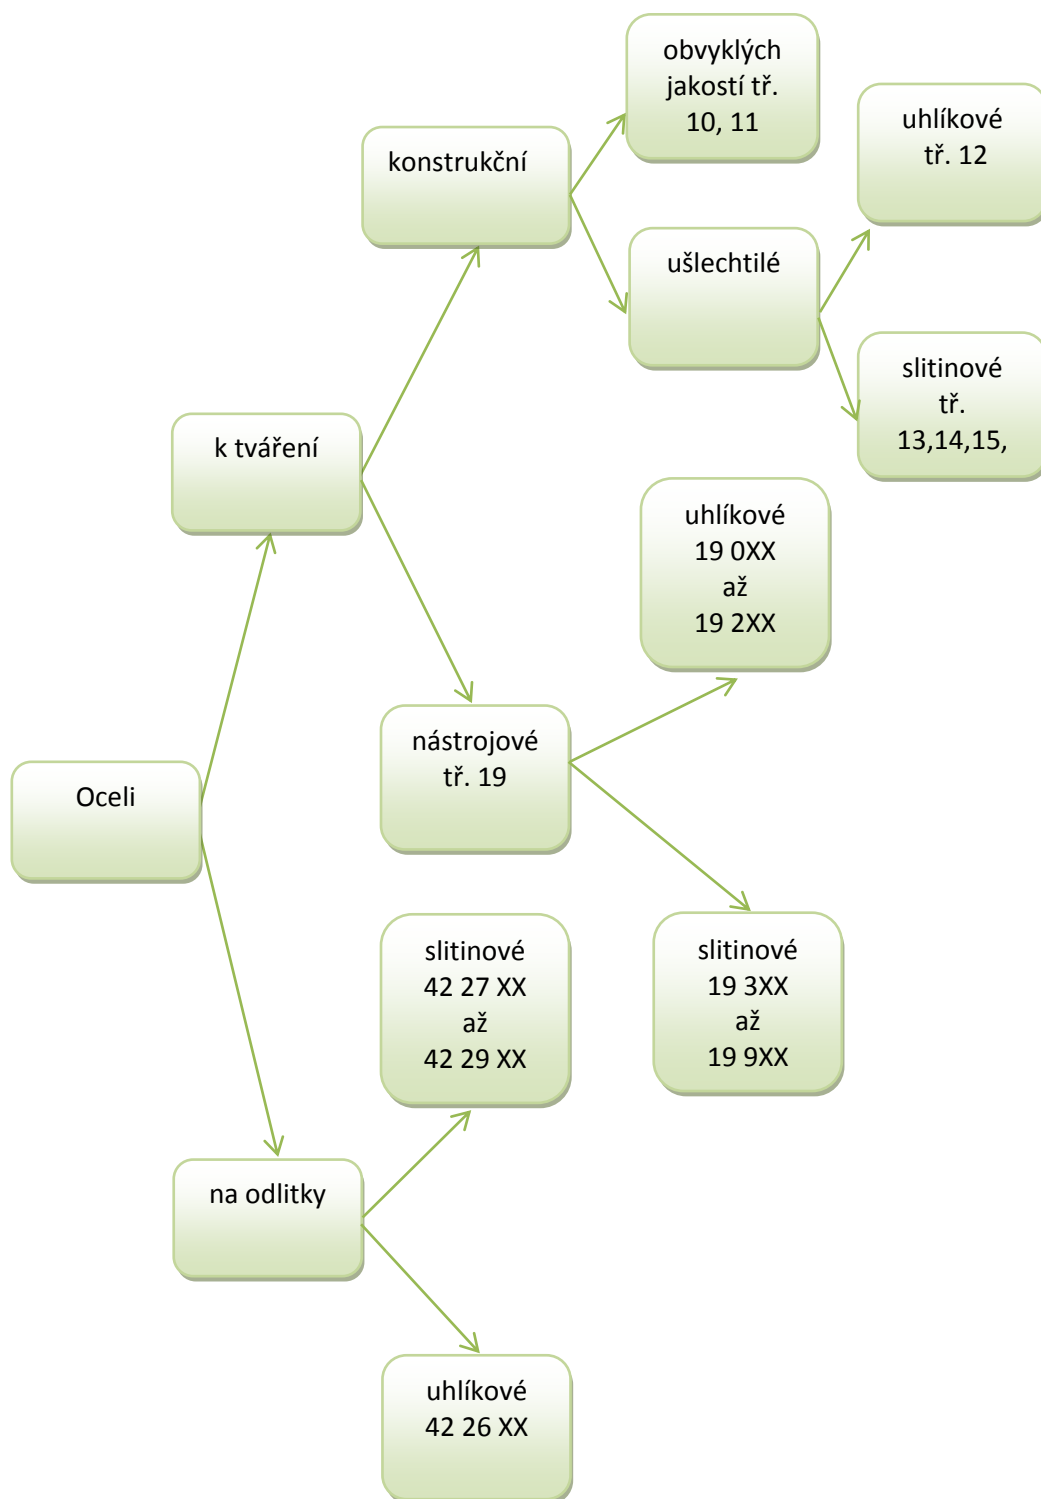 obvyklých
jakostí tř.
10, 11
uhlíkové
tř. 12
konstrukční
ušlechtilé
slitinové
tř.
13,14,15,
k tváření
uhlíkové
19 0XX
až
19 2XX
nástrojové
tř. 19
Oceli
slitinové
42 27 XX
až
42 29 XX
slitinové
19 3XX
až
19 9XX
na odlitky
uhlíkové
42 26 XX